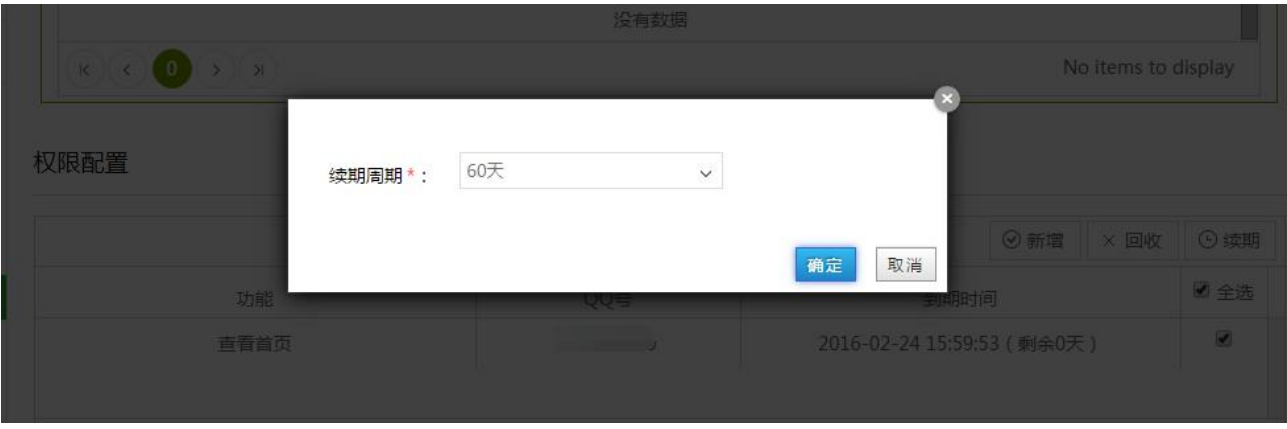 没有数据
0
No items to display
权限配置
续期周期 * : 60天
新增 回收 续期
确定 取消
功能 QQ号 到期时间 全选
查看首页 2016-02-24 15:59:53 ( 剩余0天 )